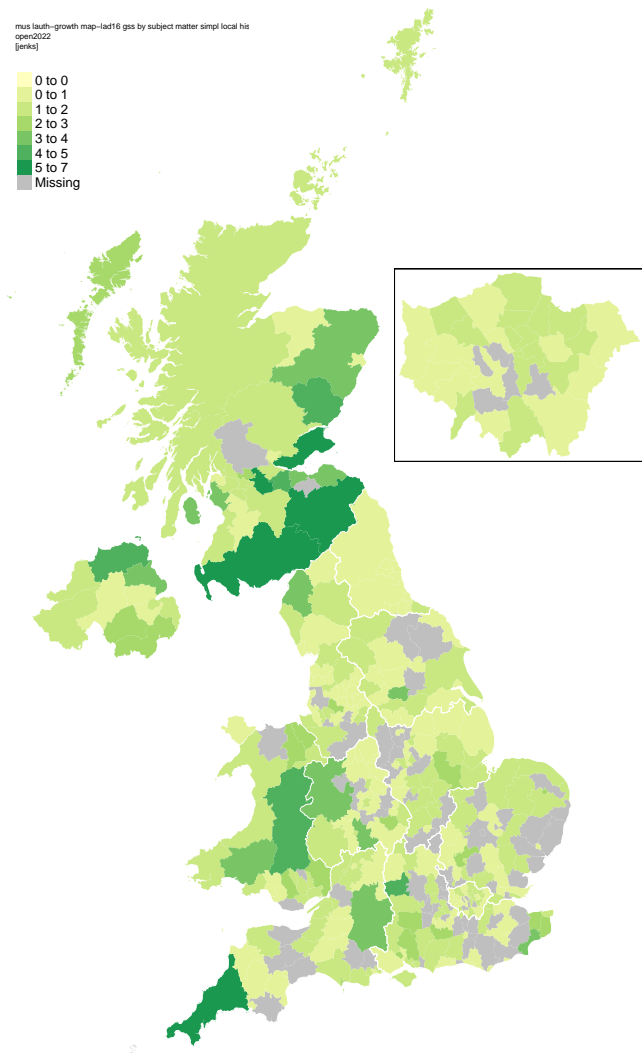 mus lauth−growth map−lad16 gss by subject matter simpl local his
open2022
[jenks]
0 to 0
0 to 1
1 to 2
2 to 3
3 to 4
4 to 5
5 to 7
Missing